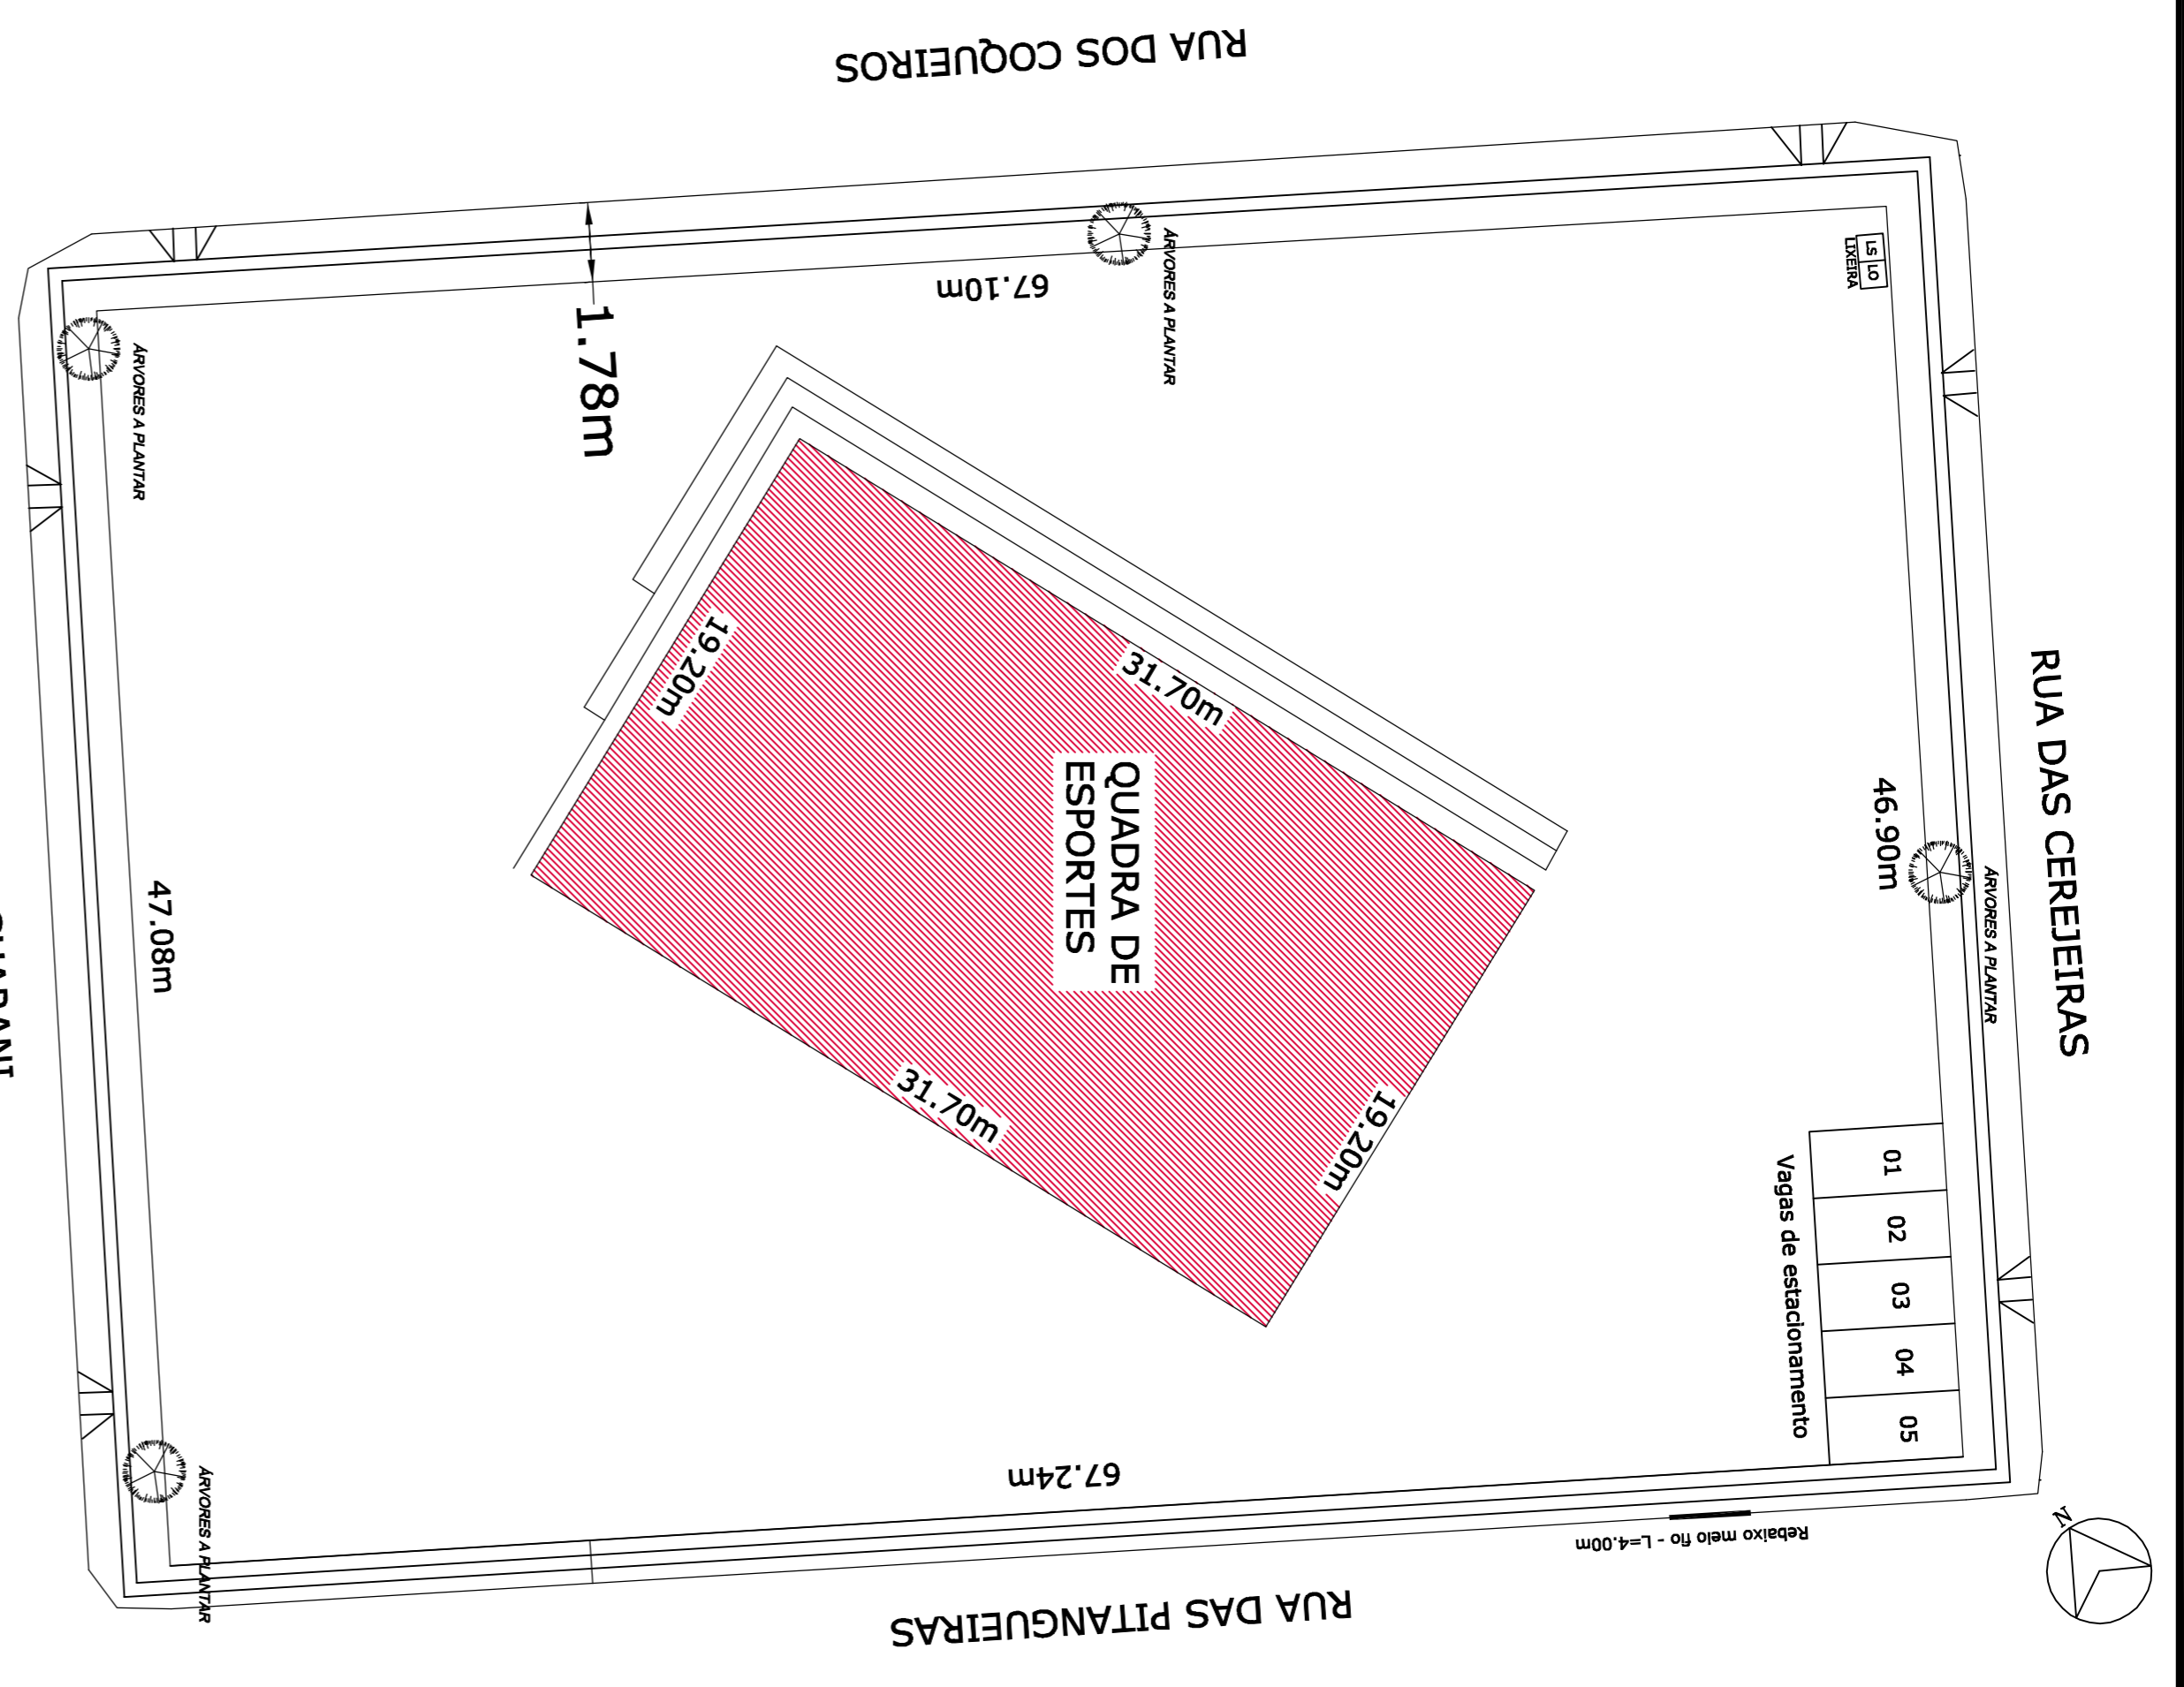 RUA DOS COQUEIROS
ÁRVORES A PLANTAR
67.10m
1.78m
LS LO
LIXEIRA
ÁRVORES A PLANTAR
19.20m
31.70m
QUADRA DE
ESPORTES
46.90m
RUA DAS CEREJEIRAS
ÁRVORES A PLANTAR
47.08m
31.70m
19.20m
01
02
03
04
05
Vagas de estacionamento
67.24m
ÁRVORES A PLANTAR
Rebaixo meio fio - L=4.00m
N
RUA DAS PITANGUEIRAS